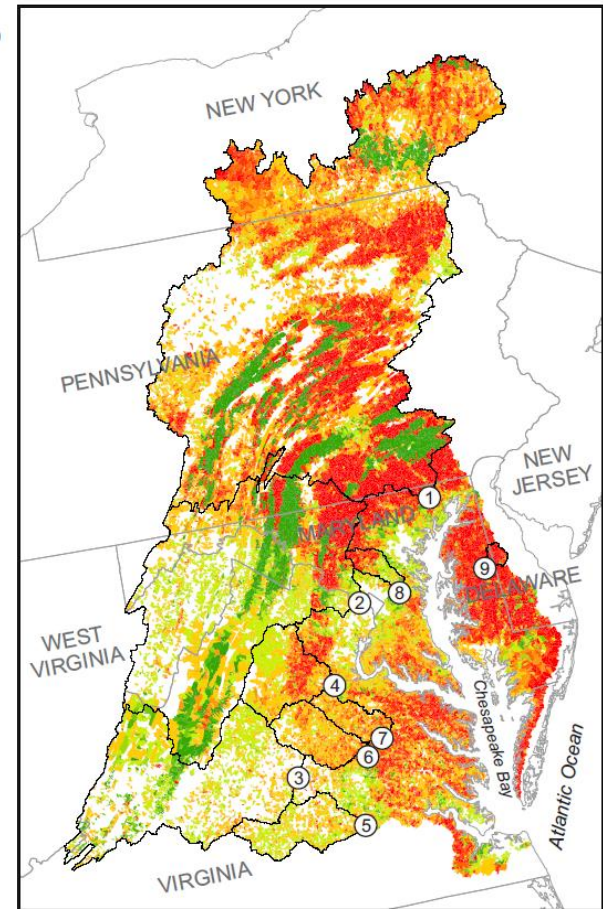 NEW YORK
PENNSYLVANIA
NEW
JERSEY
1
MARYLAND
9
DELAWARE
2
8
WEST
VIRGINIA
4
Chesapeake Bay
7
6
Atlantic Ocean
3
5
VIRGINIA